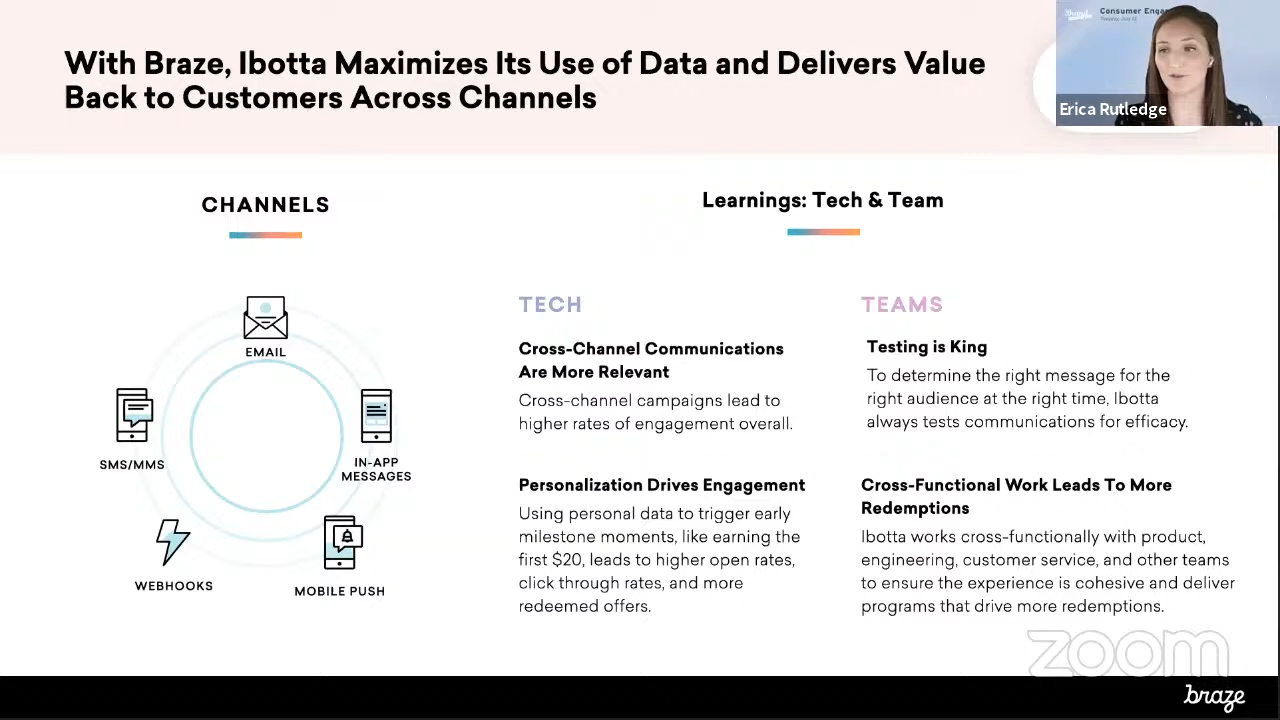 With Braze, Ibotta Maximizes Its Use of Data and Delivers Value
Back to Customers Across Channels
Consumer Enga
Tuesday, July 12
Erica Rutledge
CHANNELS
EMAIL
SMS/MMS
IN-APP
MESSAGES
WEBHOOKS
MOBILE PUSH
Learnings: Tech & Team
TECH
Cross-Channel Communications
Are More Relevant
Cross-channel campaigns lead to
higher rates of engagement overall.
Personalization Drives Engagement
Using personal data to trigger early
milestone moments, like earning the
first $20, leads to higher open rates,
click through rates, and more
redeemed offers.
TEAMS
Testing is King
To determine the right message for the
right audience at the right time, Ibotta
always tests communications for efficacy.
Cross-Functional Work Leads To More
Redemptions
Ibotta works cross-functionally with product,
engineering, customer service, and other teams
to ensure the experience is cohesive and deliver
programs that drive more redemptions.
zoom
braze